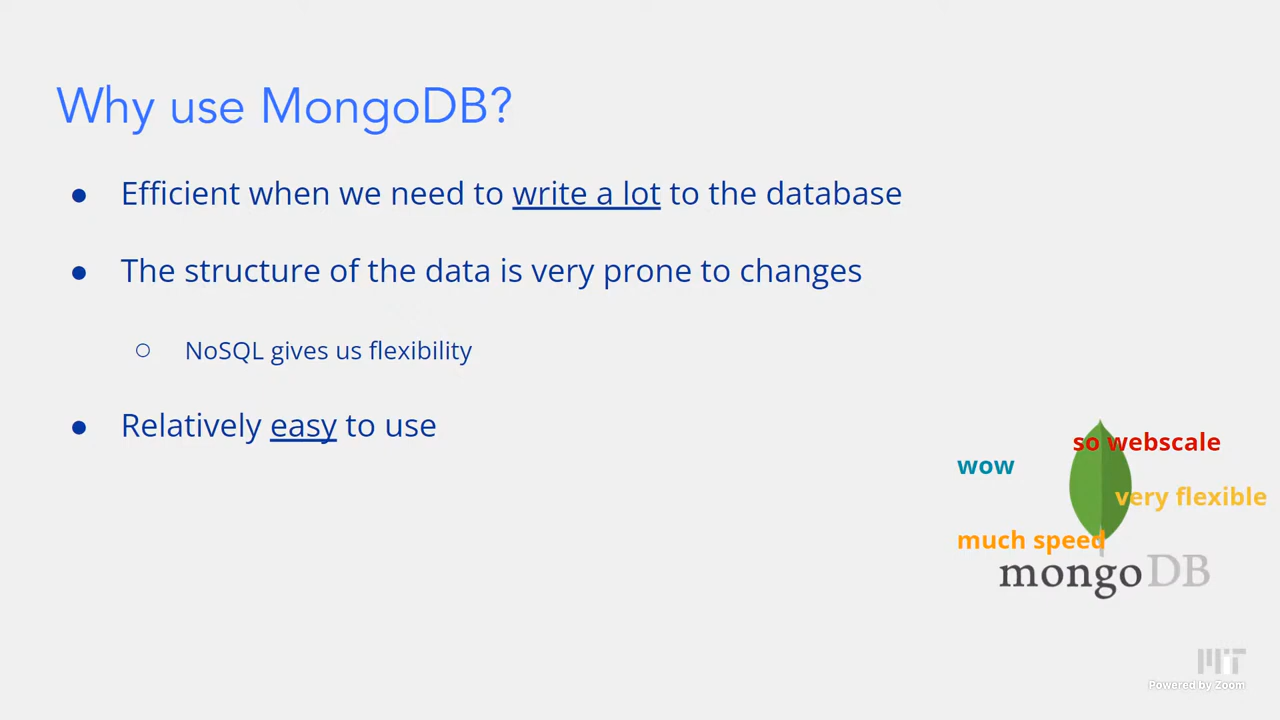 Why use MongoDB?
● Efficient when we need to write a lot to the database
● The structure of the data is very prone to changes
○ NoSQL gives us flexibility
● Relatively easy to use
so webscale
wow
very flexible
much speed
mongoDB
MIT
Powered by Zoom